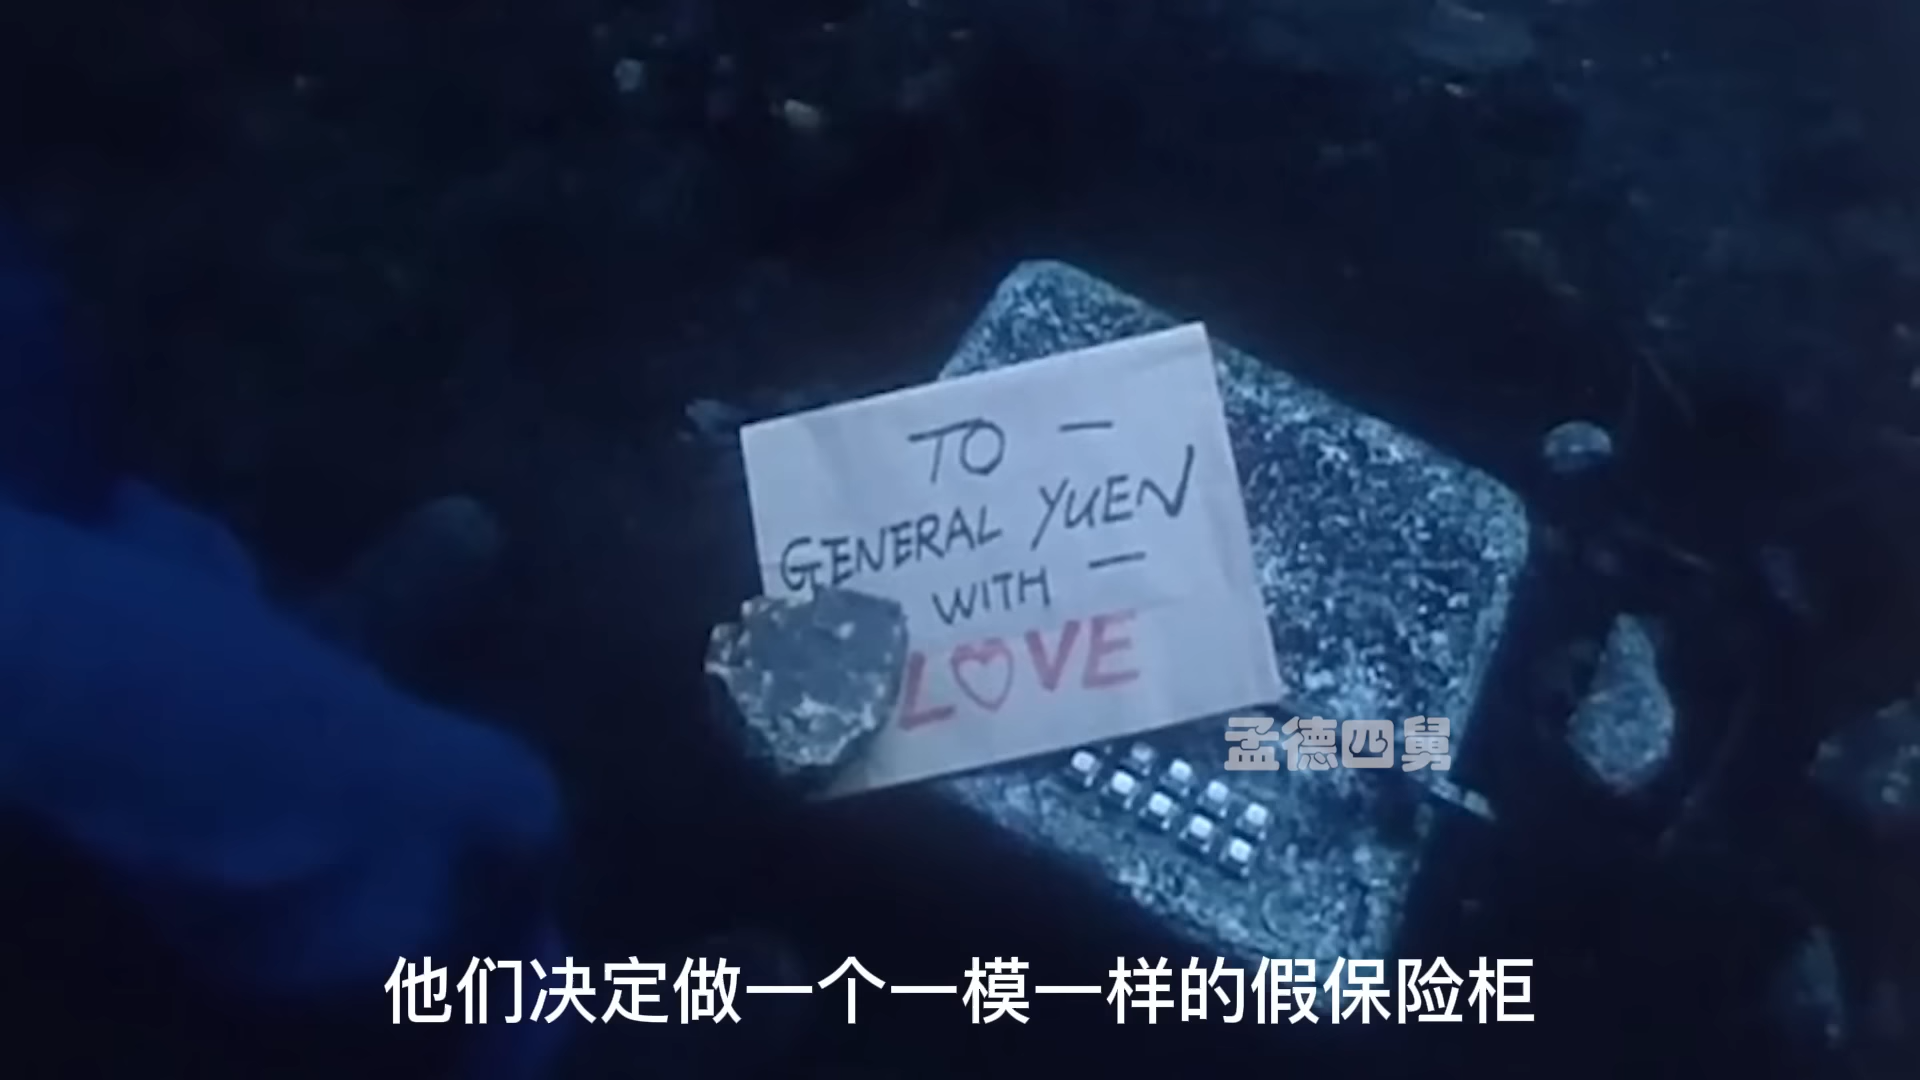 TO —
GENERAL YUEN
WITH —
LOVE
孟德四舅
他们决定做一个一模一样的假保险柜